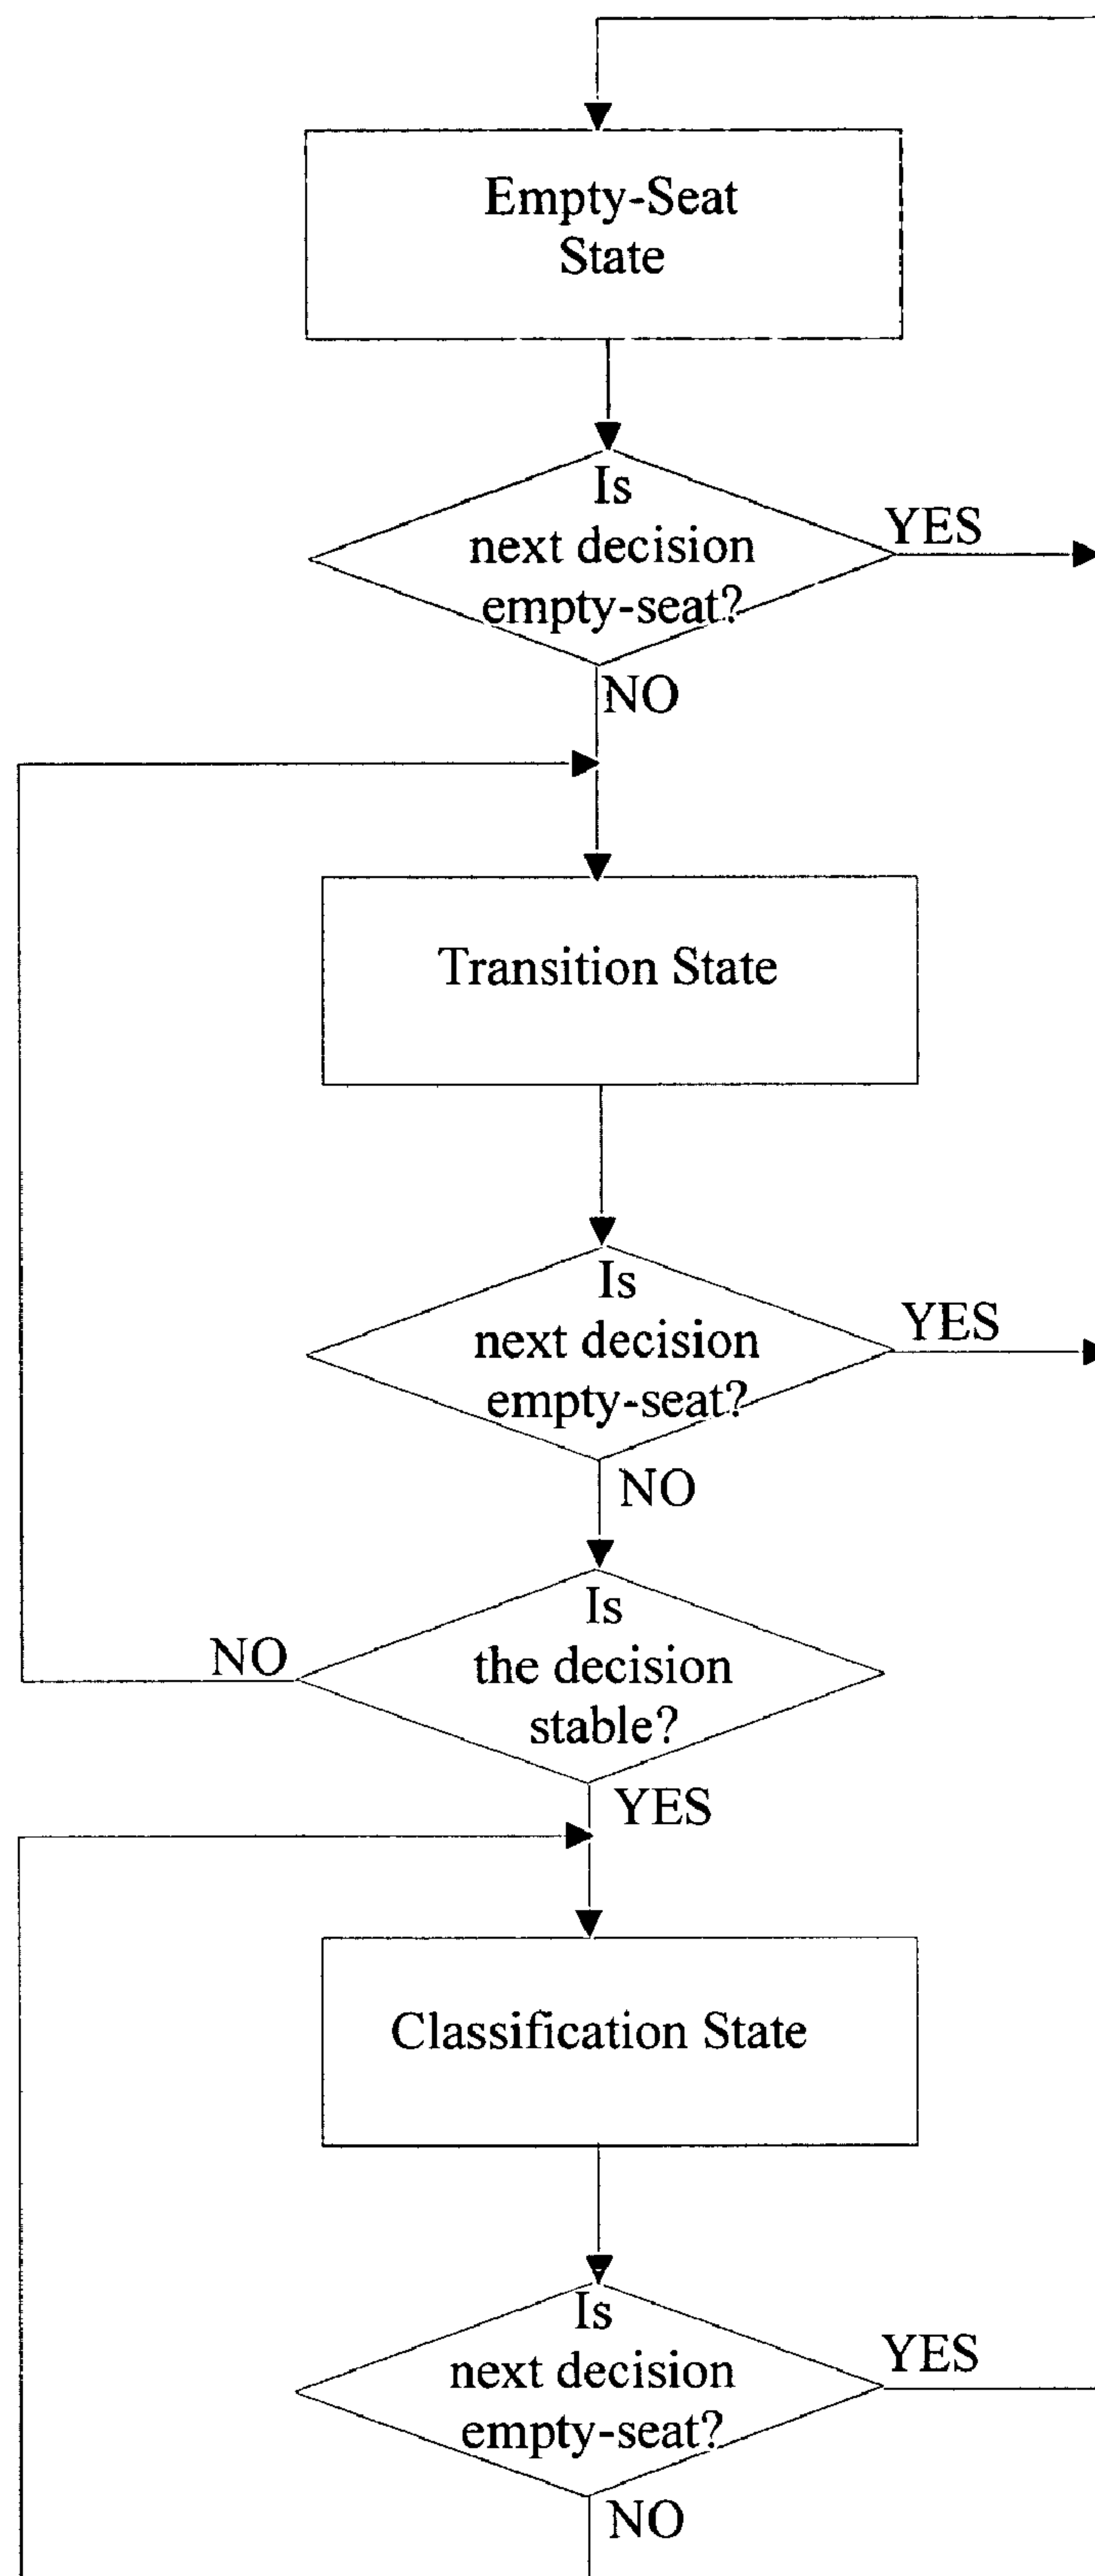 Empty-Seat
State
Is
next decision
empty-seat?
YES
NO
Transition State
Is
next decision
empty-seat?
YES
NO
Is
the decision
stable?
NO
YES
Classification State
Is
next decision
empty-seat?
YES
NO